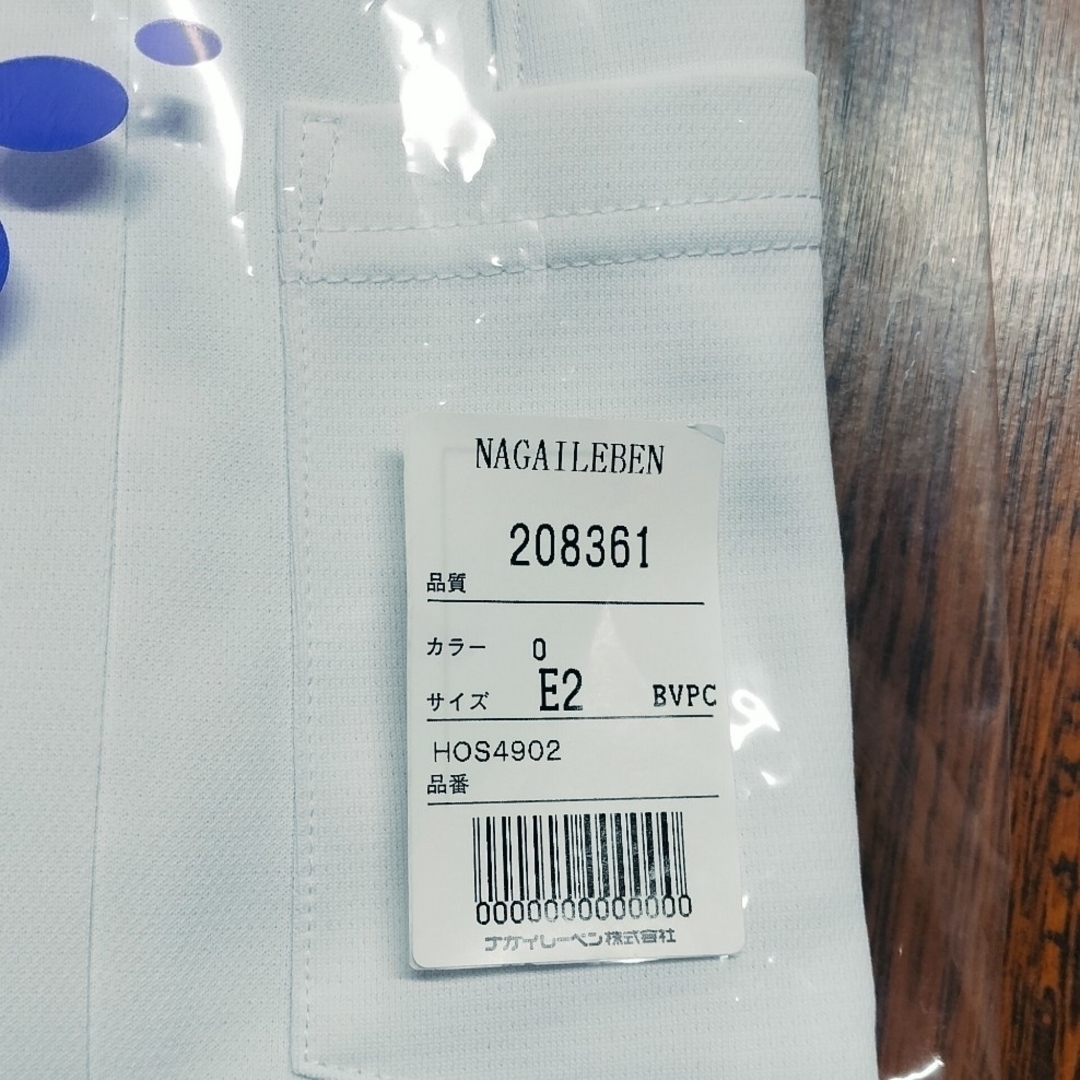 NAGAILEBEN
208361
品質
カラー 0
サイズ E2 BVPC
HOS4902
品番
0000000000000
ナガイレーベン株式会社